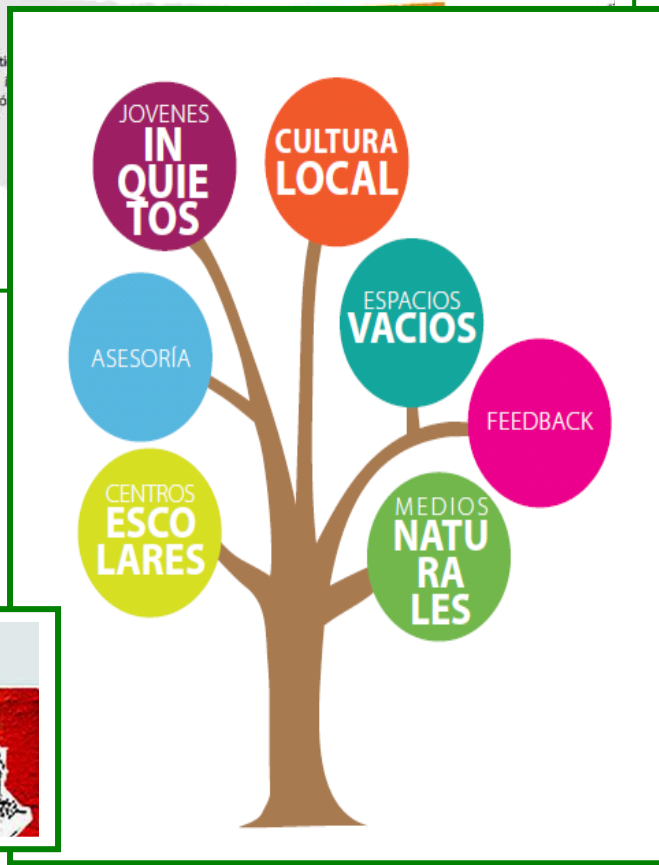 JOVENES
IN
QUIE
TOS
CULTURA
LOCAL
ESPACIOS
VACIOS
ASESORÍA
FEEDBACK
CENTROS
ESCO
LARES
MEDIOS
NATU
RA
LES